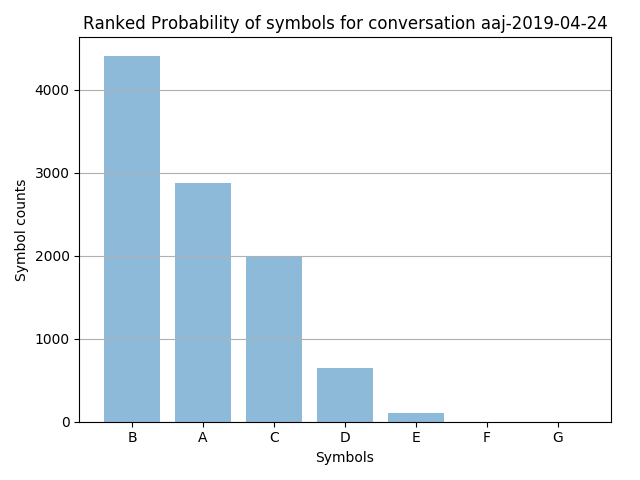 Ranked Probability of symbols for conversation aaj-2019-04-24
4000
3000
2000
1000
0
Symbol counts
B A C D E F G
Symbols